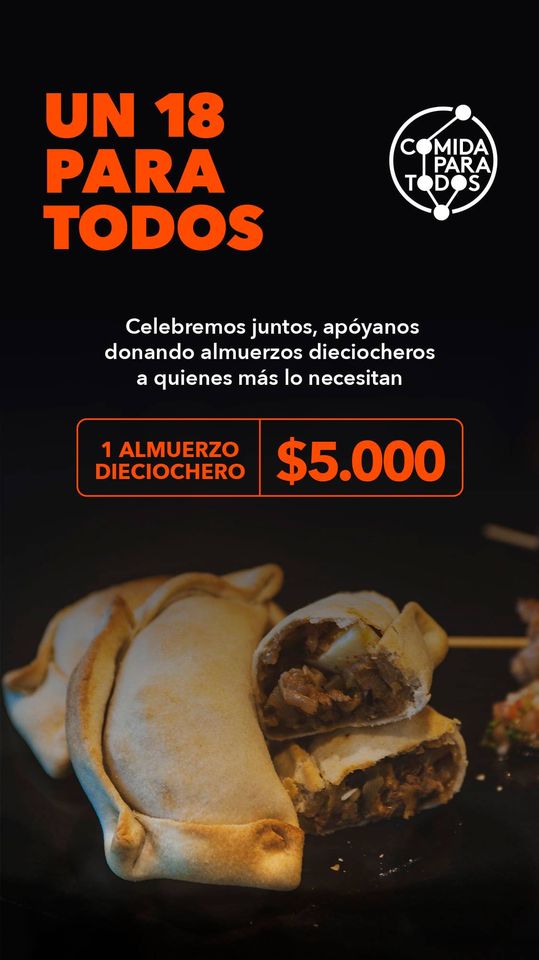 UN 18
PARA
TODOS
COMIDA
PARA
TODOS
Celebremos juntos, apóyanos
donando almuerzos dieciocheros
a quienes más lo necesitan
1 ALMUERZO
DIECIOCHERO
$5.000